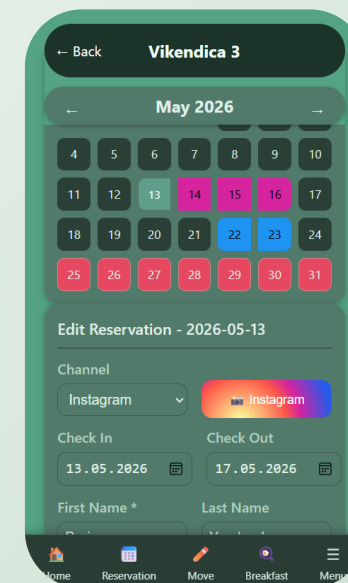 ← Back Vikendica 3
← May 2026 →
4 5 6 7 8 9 10
11 12 13 14 15 16 17
18 19 20 21 22 23 24
25 26 27 28 29 30 31
Edit Reservation - 2026-05-13
Channel
Instagram Instagram
Check In Check Out
13.05.2026 17.05.2026
First Name * Last Name
Home Reservation Move Breakfast Menu